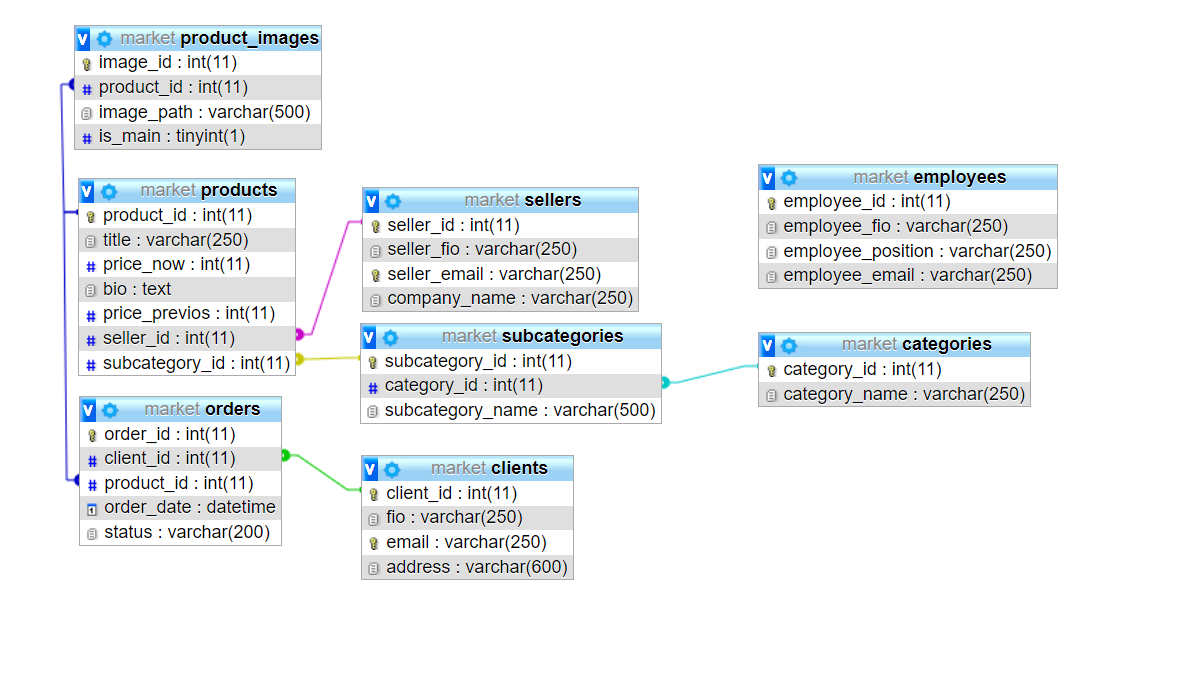 market product_images
image_id : int(11)
product_id : int(11)
image_path : varchar(500)
is_main : tinyint(1)
market products
product_id : int(11)
title : varchar(250)
price_now : int(11)
bio : text
price_previos : int(11)
seller_id : int(11)
subcategory_id : int(11)
market orders
order_id : int(11)
client_id : int(11)
product_id : int(11)
order_date : datetime
status : varchar(200)
market sellers
seller_id : int(11)
seller_fio : varchar(250)
seller_email : varchar(250)
company_name : varchar(250)
market subcategories
subcategory_id : int(11)
category_id : int(11)
subcategory_name : varchar(500)
market clients
client_id : int(11)
fio : varchar(250)
email : varchar(250)
address : varchar(600)
market employees
employee_id : int(11)
employee_fio : varchar(250)
employee_position : varchar(250)
employee_email : varchar(250)
market categories
category_id : int(11)
category_name : varchar(250)